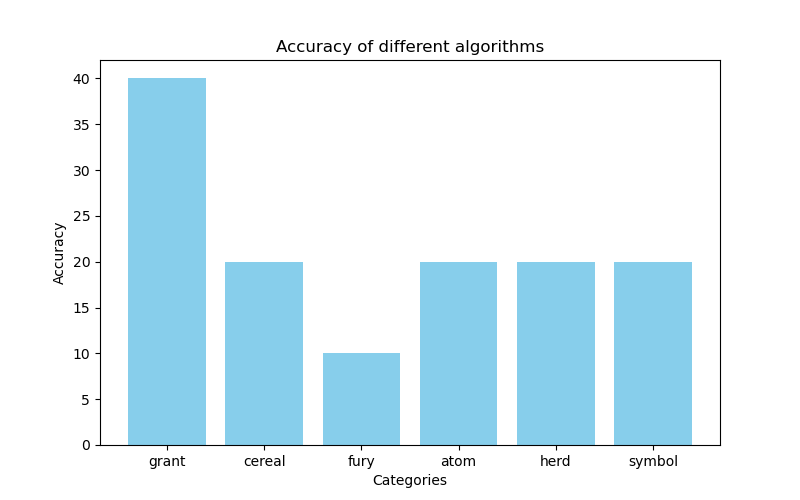 Accuracy of different algorithms
Accuracy
40
35
30
25
20
15
10
5
0
grant cereal fury atom herd symbol
Categories